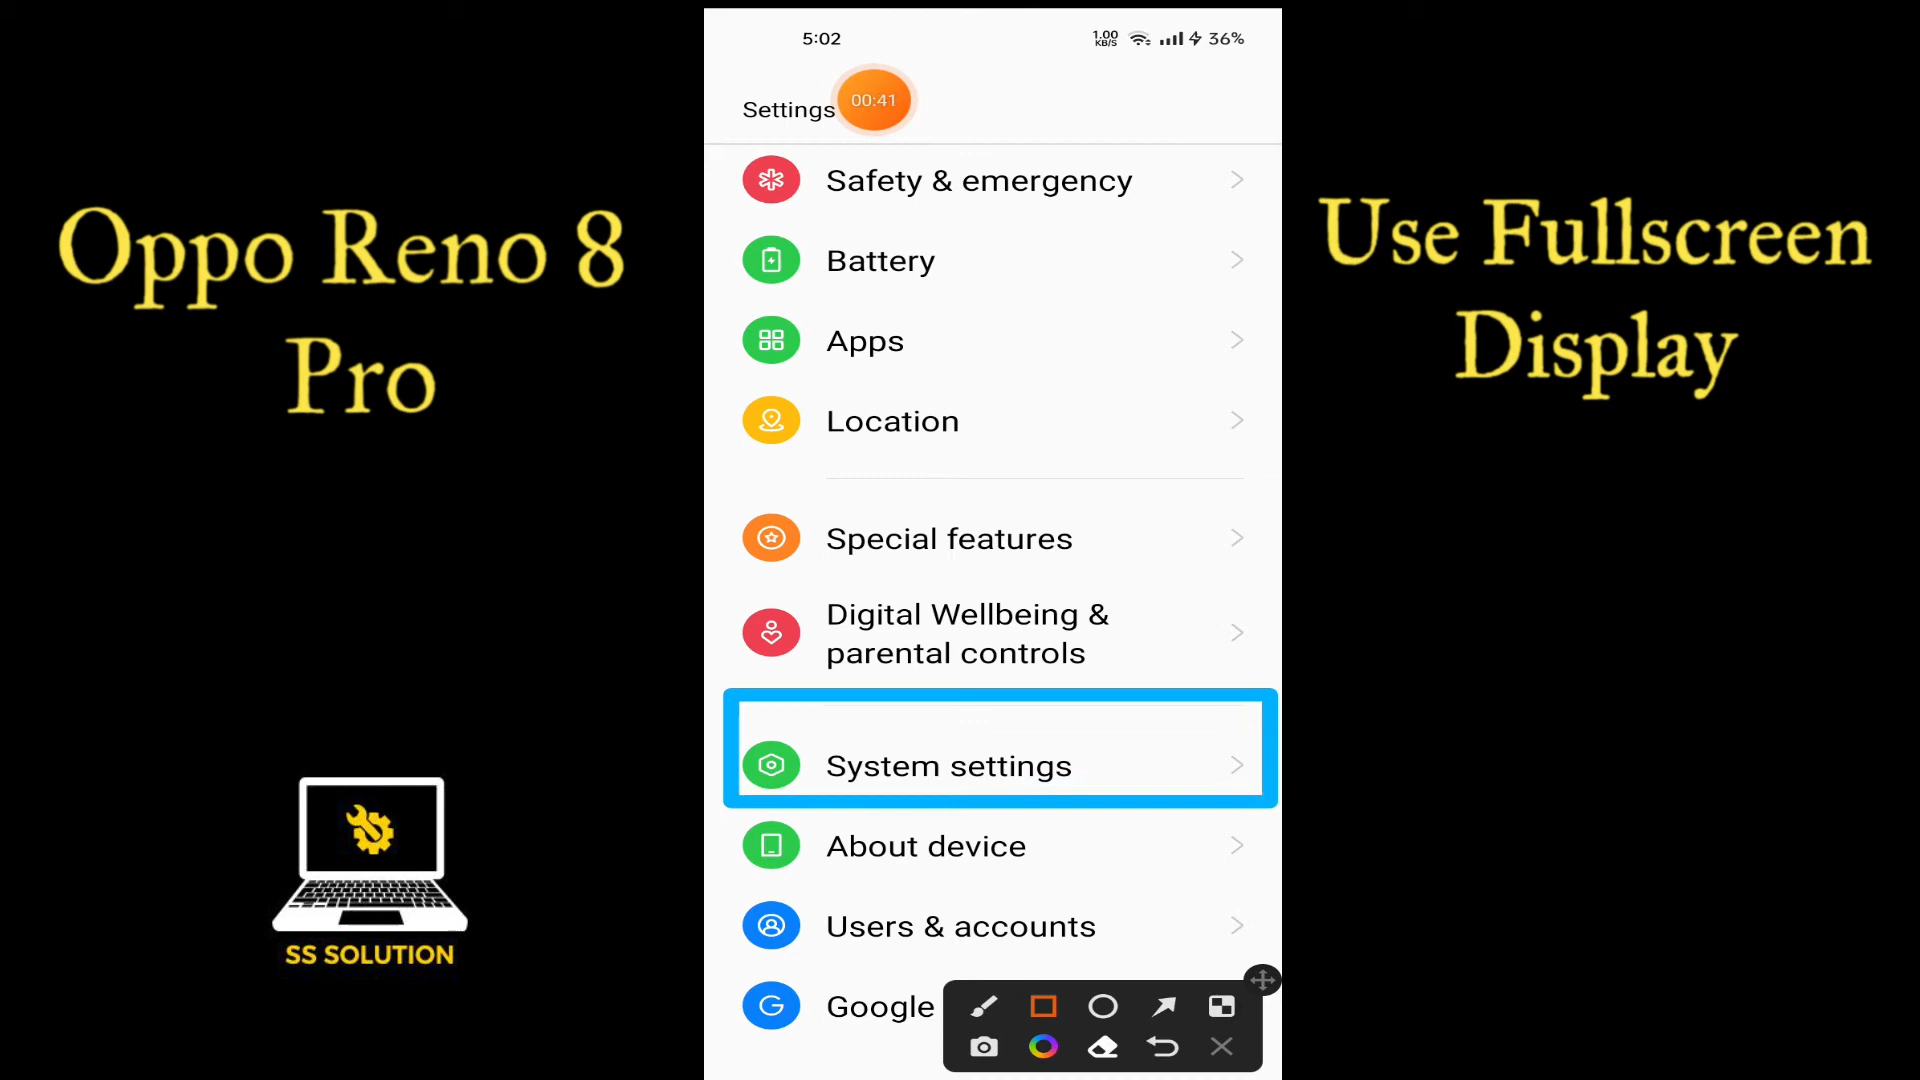 Oppo Reno 8
Pro
SS SOLUTION
5:02
1.00
KB/S
36%
Settings
00:41
Safety & emergency
Battery
Apps
Location
Special features
Digital Wellbeing &
parental controls
System settings
About device
Users & accounts
Google
Use Fullscreen
Display